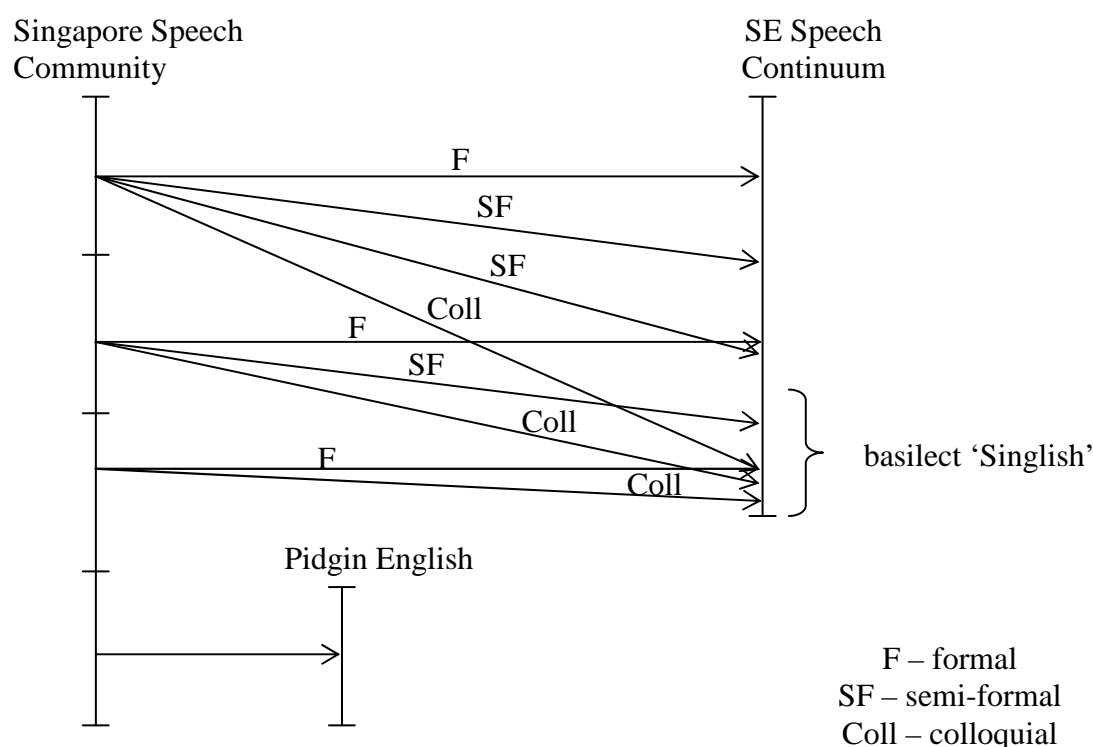 Singapore Speech
Community
SE Speech
Continuum
F
SF
SF
Coll
F
SF
Coll
F
Coll
basilect ‘Singlish’
Pidgin English
F – formal
SF – semi-formal
Coll – colloquial